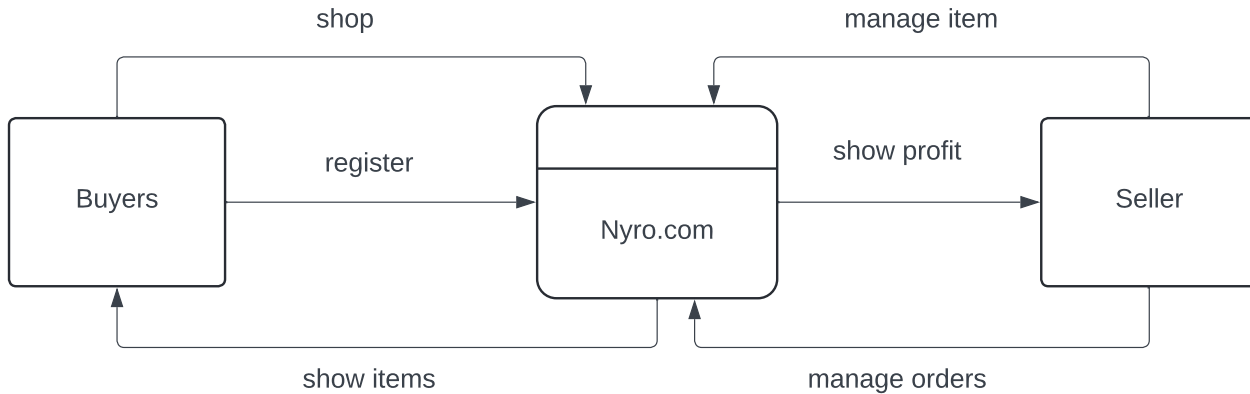 shop
manage item
register
show profit
Buyers
Nyro.com
Seller
show items
manage orders